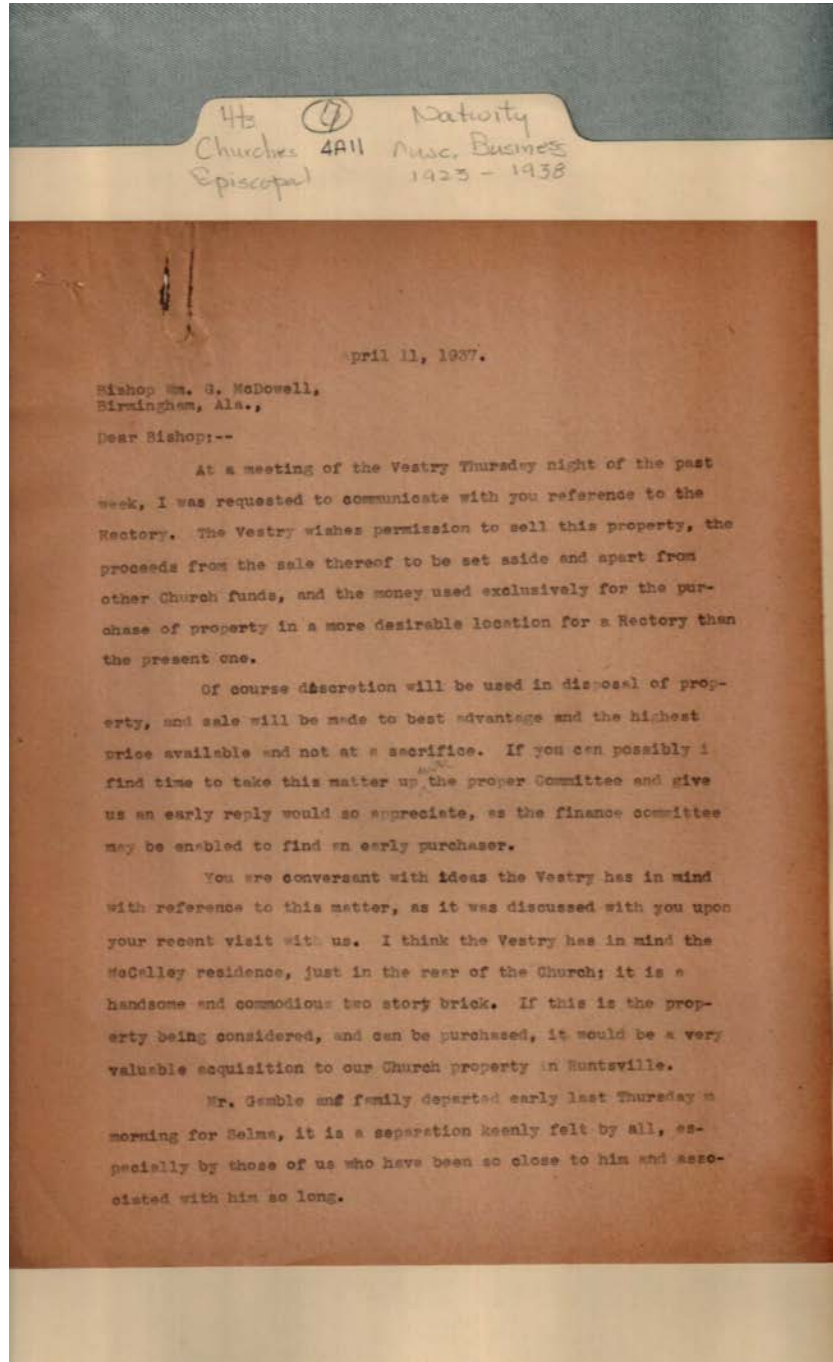 Hts (7) Nativity
Churches 4A11 Misc. Business
Episcopal 1923 - 1938
April 11, 1937.
Bishop Wm. G. McDowell,
Birmingham, Ala.,
Dear Bishop:--
At a meeting of the Vestry Thursday night of the past
week, I was requested to communicate with you reference to the
Rectory. The Vestry wishes permission to sell this property, the
proceeds from the sale thereof to be set aside and apart from
other Church funds, and the money used exclusively for the pur-
chase of property in a more desirable location for a Rectory than
the present one.
Of course discretion will be used in disposal of prop-
erty, and sale will be made to best advantage and the highest
price available and not at a sacrifice. If you can possibly i
find time to take this matter up with the proper Committee and give
us an early reply would so appreciate, as the finance committee
may be enabled to find an early purchaser.
You are conversant with ideas the Vestry has in mind
with reference to this matter, as it was discussed with you upon
your recent visit with us. I think the Vestry has in mind the
McCalley residence, just in the rear of the Church; it is a
handsome and commodious two story brick. If this is the prop-
erty being considered, and can be purchased, it would be a very
valuable acquisition to our Church property in Huntsville.
Mr. Gamble and family departed early last Thursday m
morning for Selma, it is a separation keenly felt by all, es-
pecially by those of us who have been so close to him and asso-
ciated with him so long.